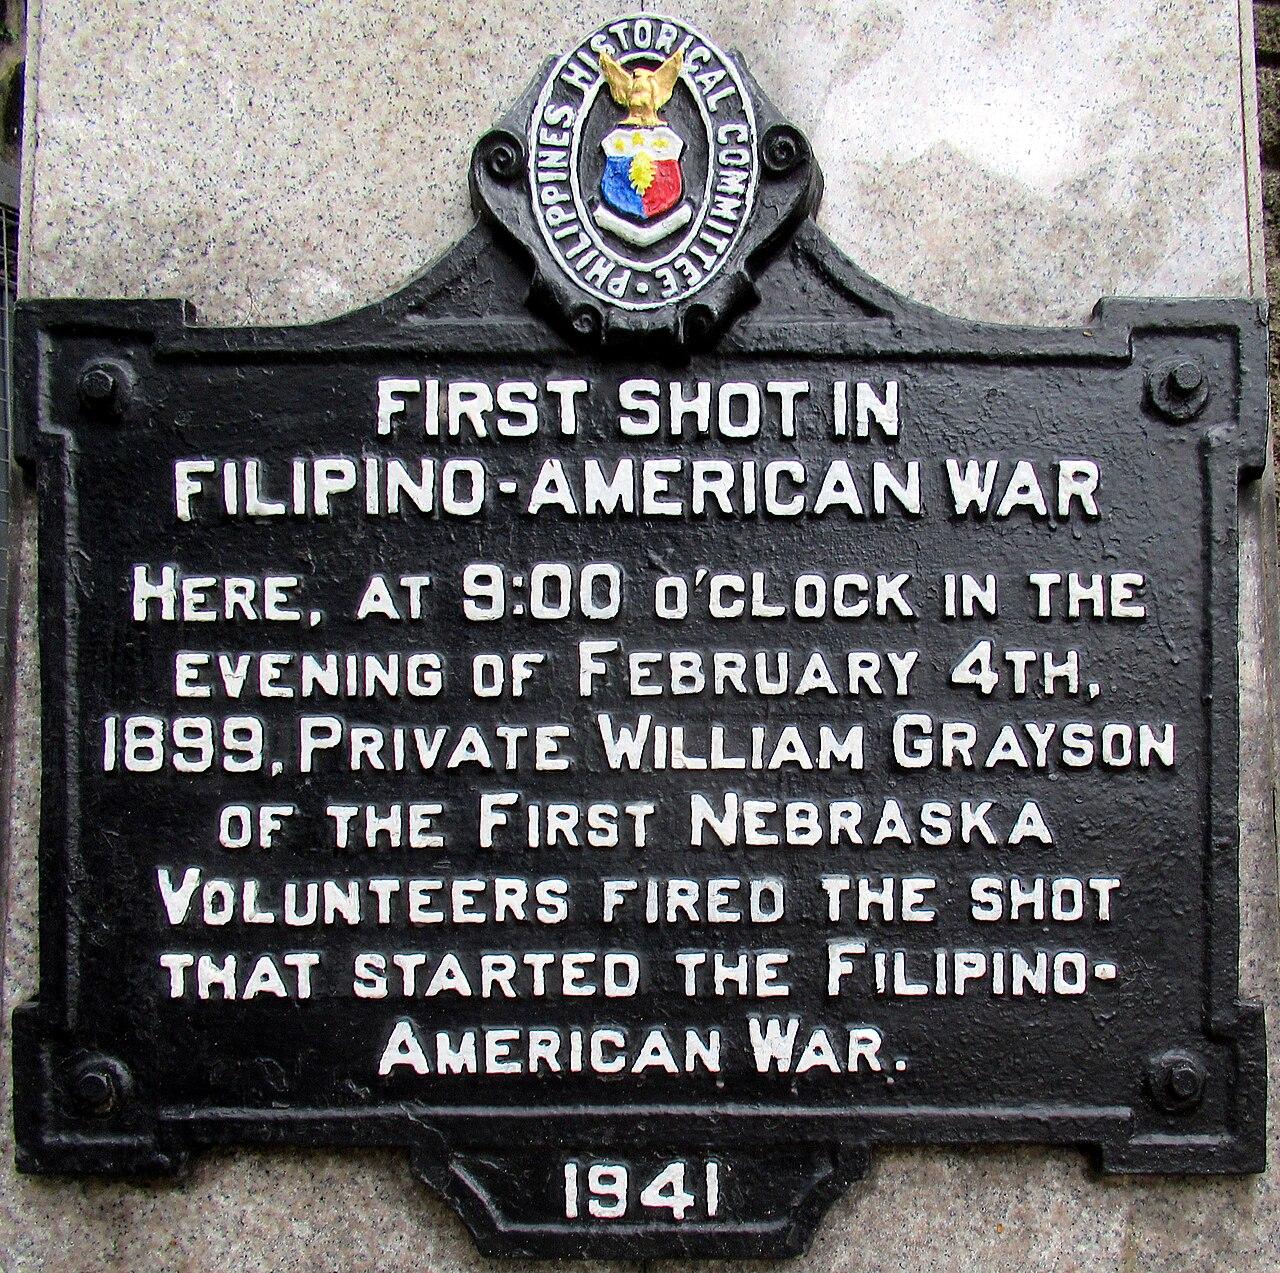 PHILIPPINES HISTORICAL COMMITTEE •
FIRST SHOT IN
FILIPINO-AMERICAN WAR
HERE, AT 9:00 O'CLOCK IN THE
EVENING OF FEBRUARY 4TH,
1899, PRIVATE WILLIAM GRAYSON
OF THE FIRST NEBRASKA
VOLUNTEERS FIRED THE SHOT
THAT STARTED THE FILIPINO-
AMERICAN WAR.
1941